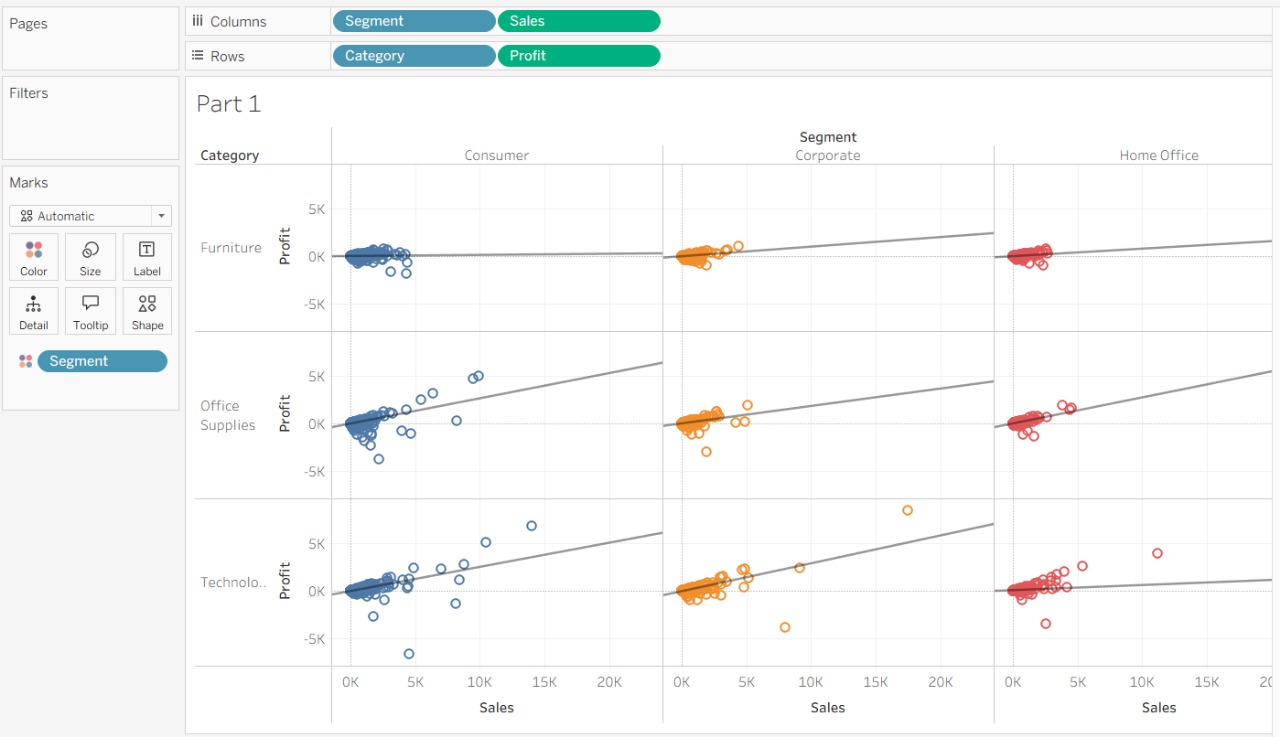 Pages
Columns Segment Sales
Rows Category Profit
Filters
Part 1
Segment
Category Consumer Corporate Home Office
Marks
Automatic
Color Size Label
Detail Tooltip Shape
Segment
Furniture Profit 5K 0K -5K
Office Supplies Profit 5K 0K -5K
Technolo.. Profit 5K 0K -5K
0K 5K 10K 15K 20K 0K 5K 10K 15K 20K 0K 5K 10K 15K 20
Sales Sales Sales